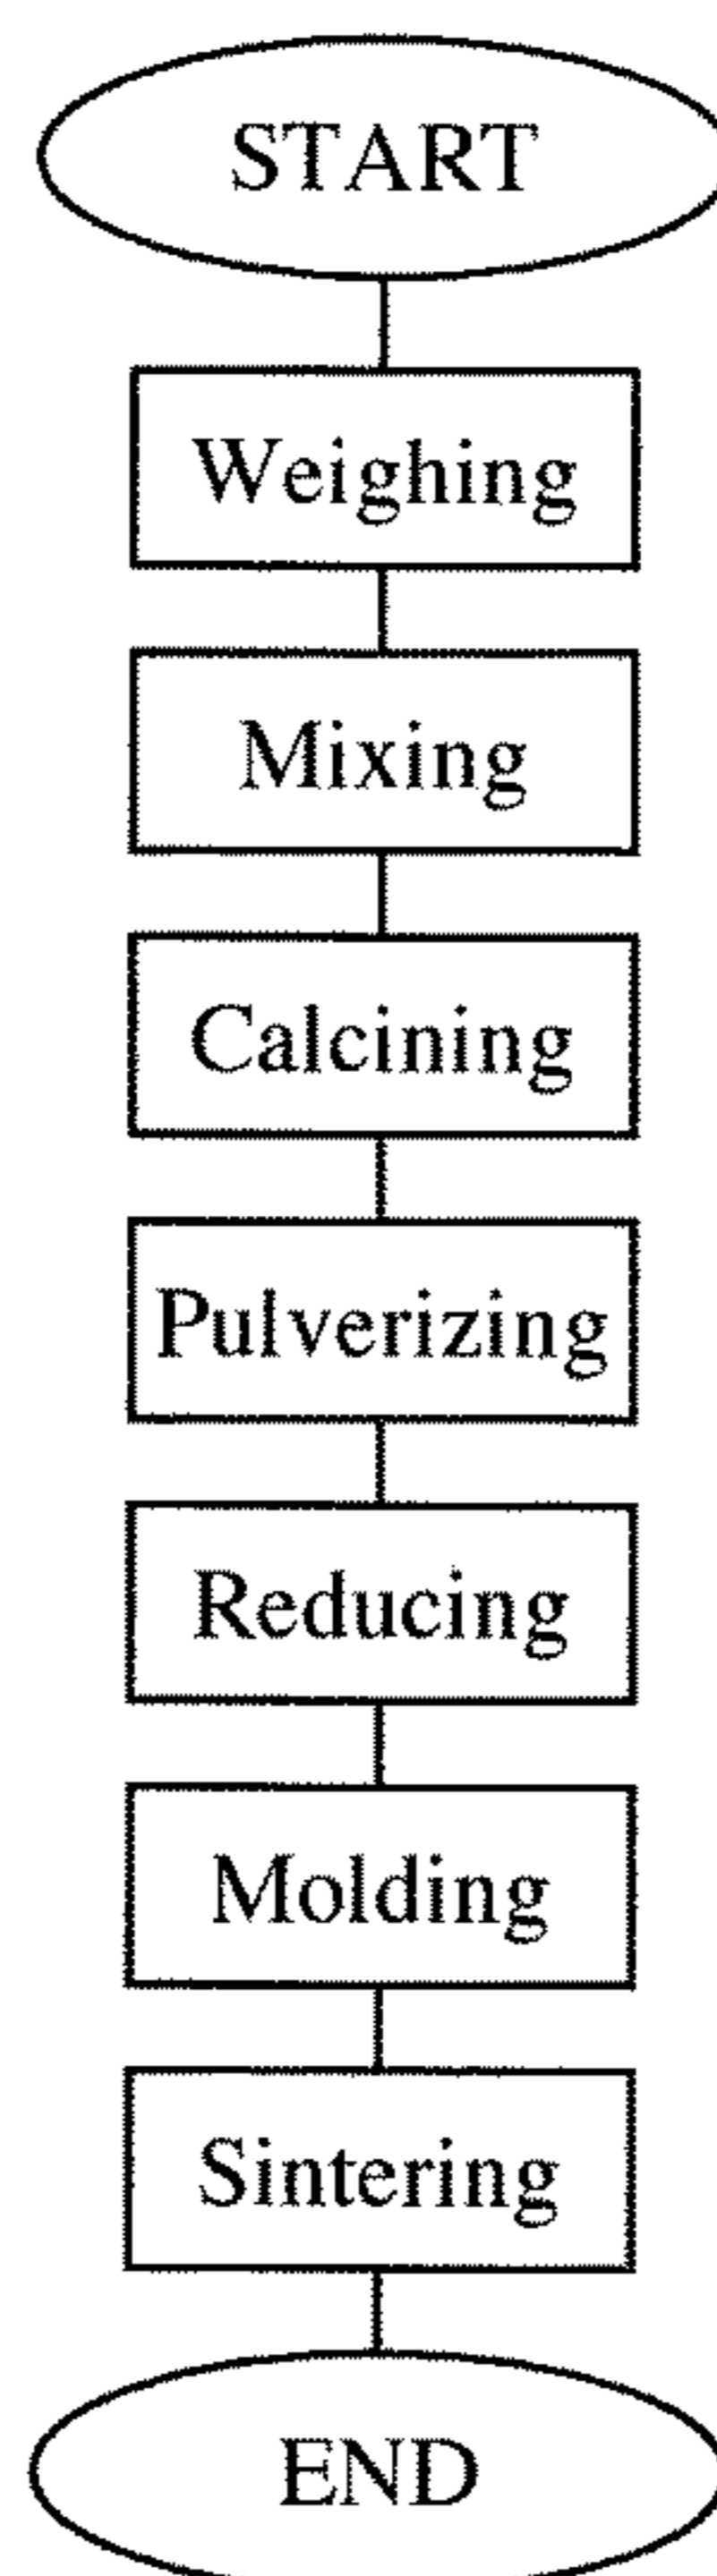 START
Weighing
Mixing
Calcining
Pulverizing
Reducing
Molding
Sintering
END